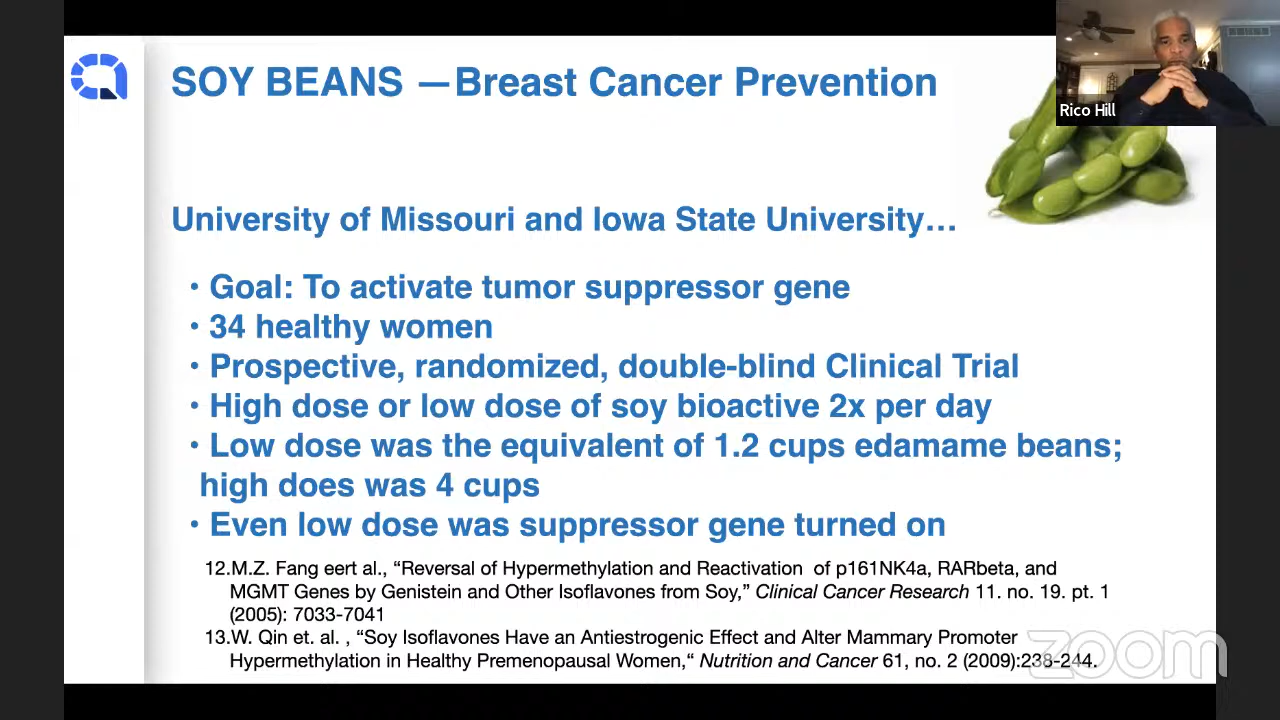 SOY BEANS —Breast Cancer Prevention
Rico Hill
University of Missouri and Iowa State University…
• Goal: To activate tumor suppressor gene
• 34 healthy women
• Prospective, randomized, double-blind Clinical Trial
• High dose or low dose of soy bioactive 2x per day
• Low dose was the equivalent of 1.2 cups edamame beans;
high does was 4 cups
• Even low dose was suppressor gene turned on
12.M.Z. Fang eert al., “Reversal of Hypermethylation and Reactivation of p161NK4a, RARbeta, and
MGMT Genes by Genistein and Other Isoflavones from Soy,” Clinical Cancer Research 11. no. 19. pt. 1
(2005): 7033-7041
13.W. Qin et. al. , “Soy Isoflavones Have an Antiestrogenic Effect and Alter Mammary Promoter
Hypermethylation in Healthy Premenopausal Women,“ Nutrition and Cancer 61, no. 2 (2009):238-244.
zoom